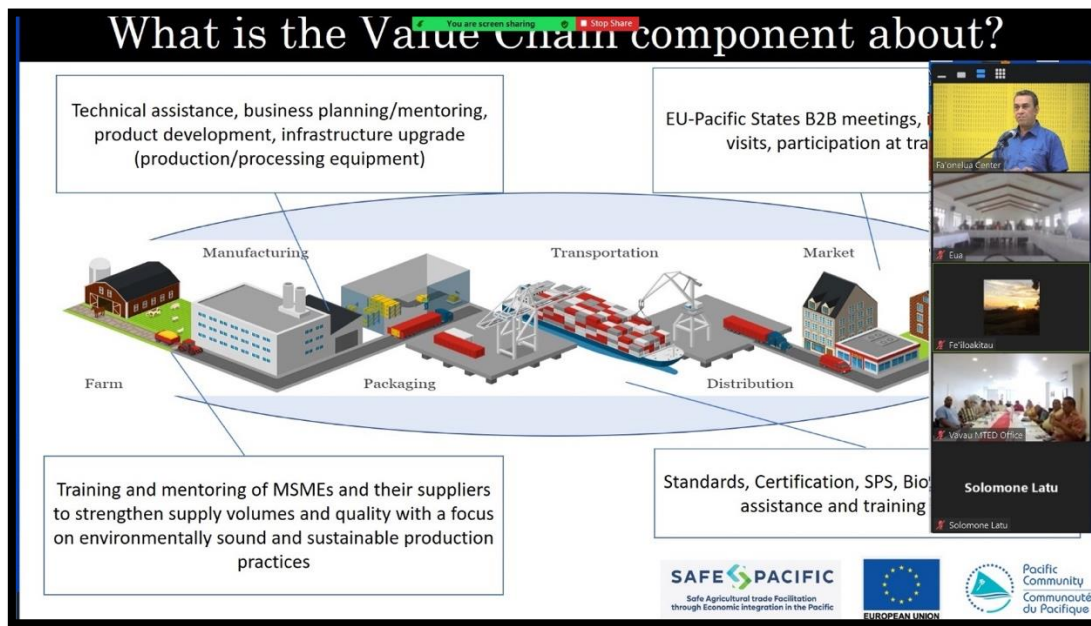 What is the Value Chain component about?
You are screen sharing
Stop Share
Technical assistance, business planning/mentoring,
product development, infrastructure upgrade
(production/processing equipment)
EU-Pacific States B2B meetings,
visits, participation at
Fa'onelua Center
Eua
Fe'iloakitau
Vavau MTED Office
Solomone Latu
Solomone Latu
Manufacturing
Transportation
Market
Farm
Packaging
Distribution
Training and mentoring of MSMEs and their suppliers
to strengthen supply volumes and quality with a focus
on environmentally sound and sustainable production
practices
Standards, Certification, SPS,
assistance and training
SAFE PACIFIC
Safe Agricultural trade Facilitation
through Economic integration in the Pacific
EUROPEAN UNION
Pacific
Community
Communauté
du Pacifique